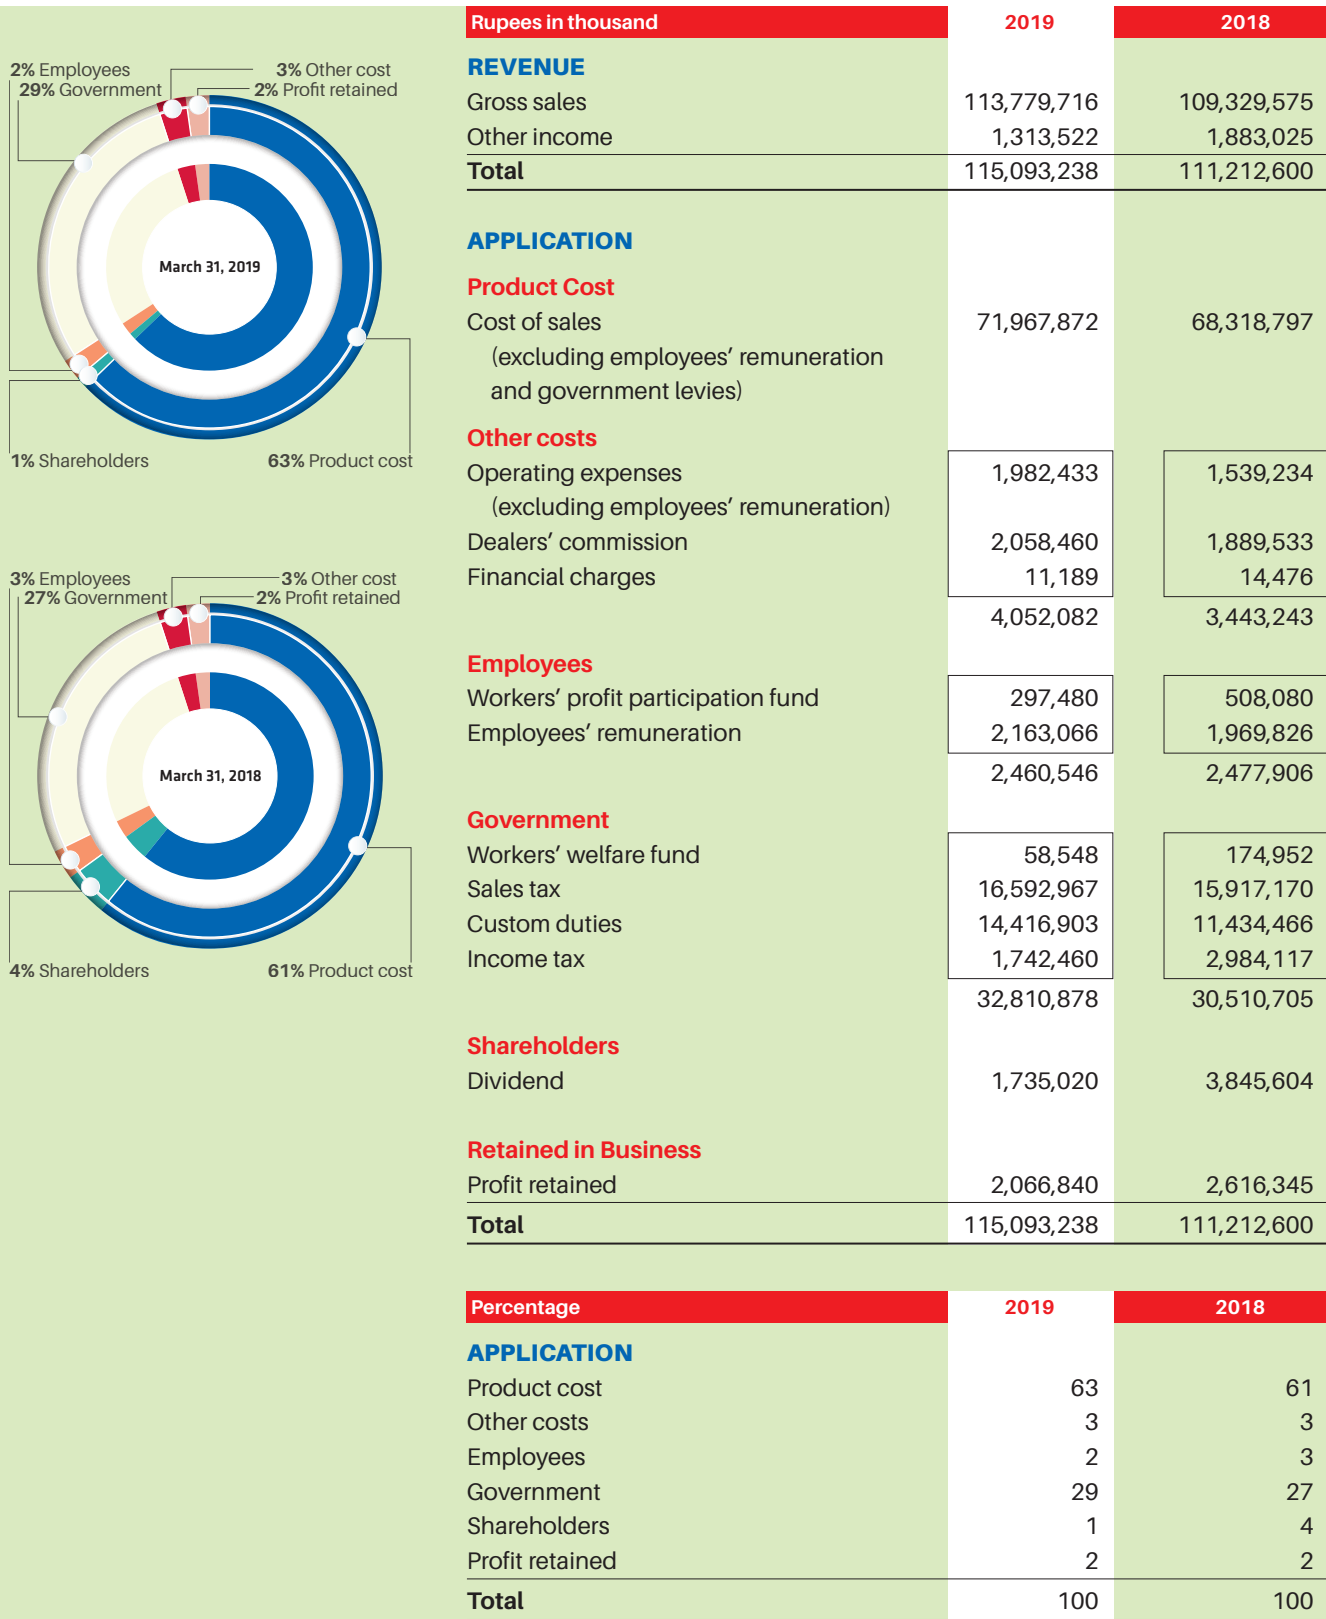 2% Employees
29% Government
3% Other cost
2% Profit retained
March 31, 2019
1% Shareholders
63% Product cost
3% Employees
27% Government
3% Other cost
2% Profit retained
March 31, 2018
4% Shareholders
61% Product cost
Rupees in thousand 2019 2018
REVENUE
Gross sales 113,779,716 109,329,575
Other income 1,313,522 1,883,025
Total 115,093,238 111,212,600
APPLICATION
Product Cost
Cost of sales 71,967,872 68,318,797
(excluding employees’ remuneration
and government levies)
Other costs
Operating expenses 1,982,433 1,539,234
(excluding employees’ remuneration)
Dealers’ commission 2,058,460 1,889,533
Financial charges 11,189 14,476
4,052,082 3,443,243
Employees
Workers’ profit participation fund 297,480 508,080
Employees’ remuneration 2,163,066 1,969,826
2,460,546 2,477,906
Government
Workers’ welfare fund 58,548 174,952
Sales tax 16,592,967 15,917,170
Custom duties 14,416,903 11,434,466
Income tax 1,742,460 2,984,117
32,810,878 30,510,705
Shareholders
Dividend 1,735,020 3,845,604
Retained in Business
Profit retained 2,066,840 2,616,345
Total 115,093,238 111,212,600
Percentage 2019 2018
APPLICATION
Product cost 63 61
Other costs 3 3
Employees 2 3
Government 29 27
Shareholders 1 4
Profit retained 2 2
Total 100 100